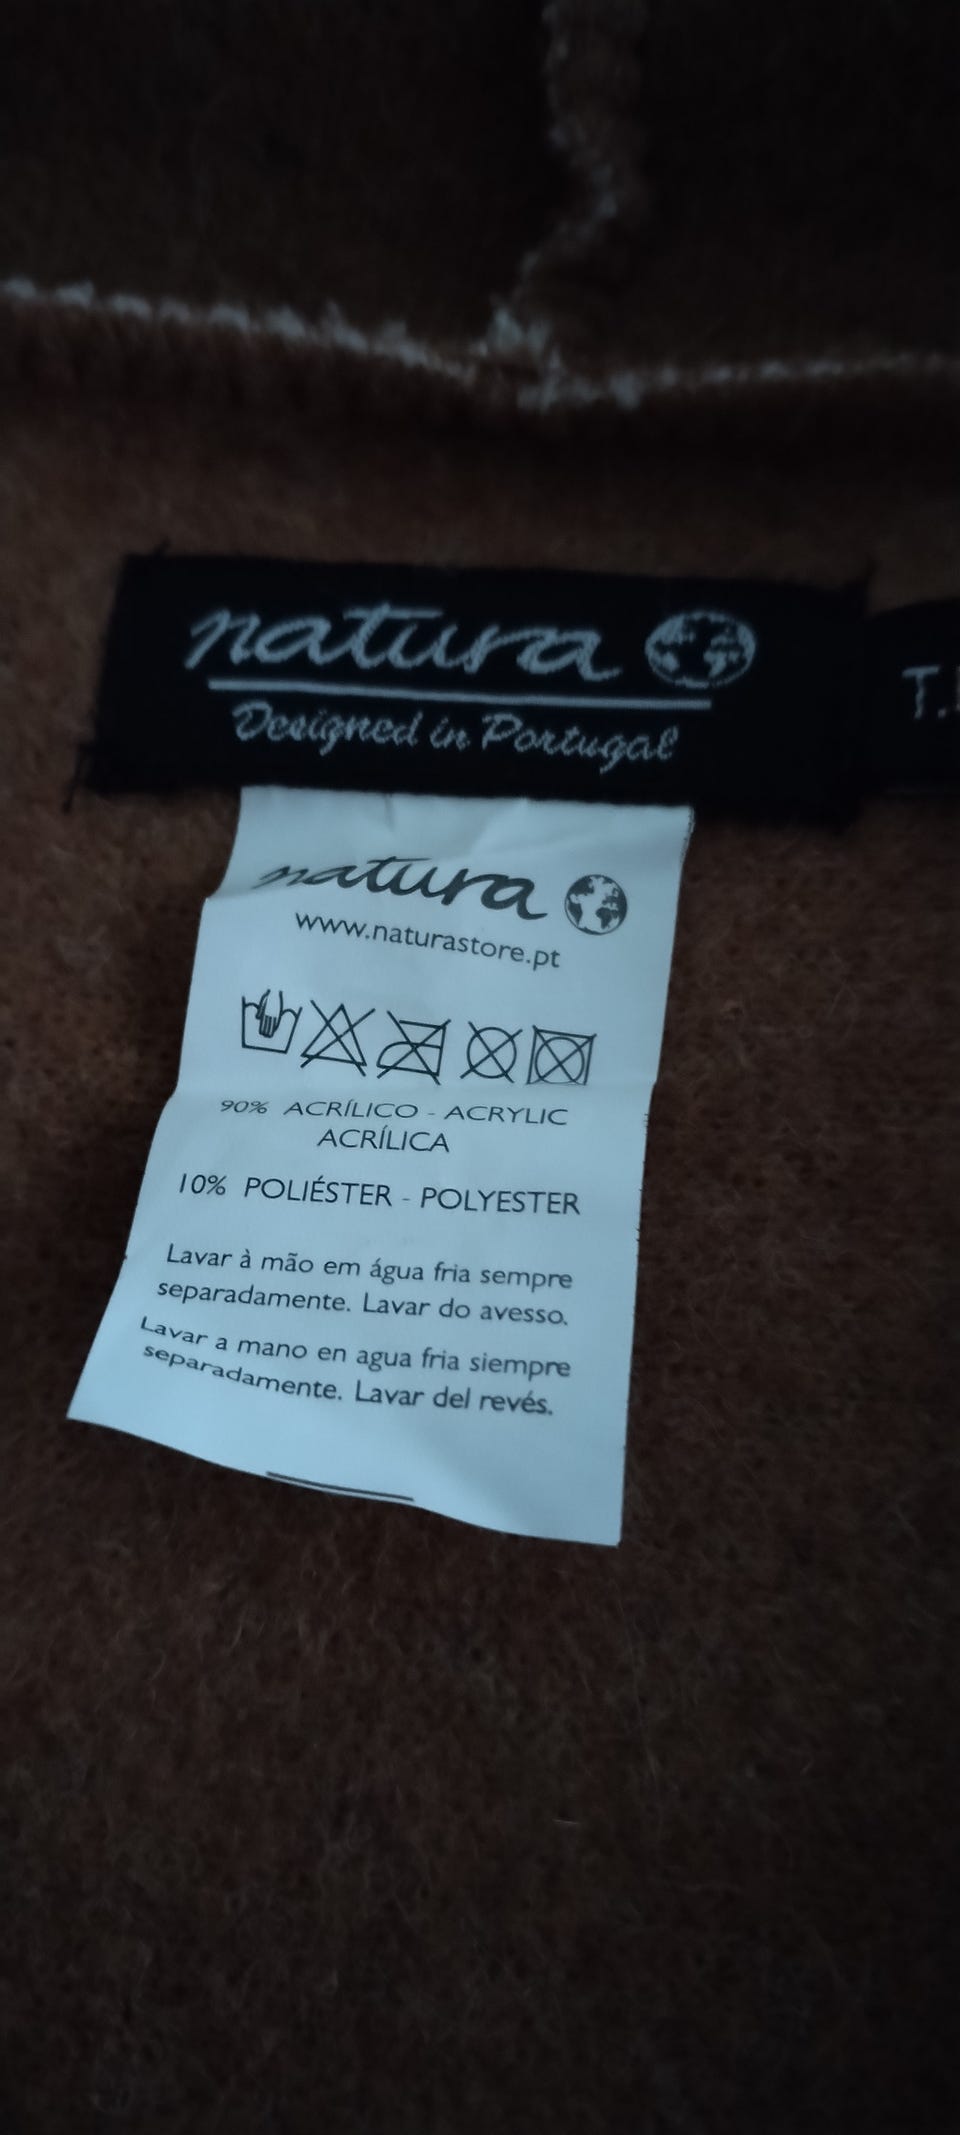 natura
Designed in Portugal
T.
natura
www.naturastore.pt
90% ACRÍLICO - ACRYLIC
ACRÍLICA
10% POLIÉSTER - POLYESTER
Lavar à mão em água fria sempre
separadamente. Lavar do avesso.
Lavar a mano en agua fria siempre
separadamente. Lavar del revés.